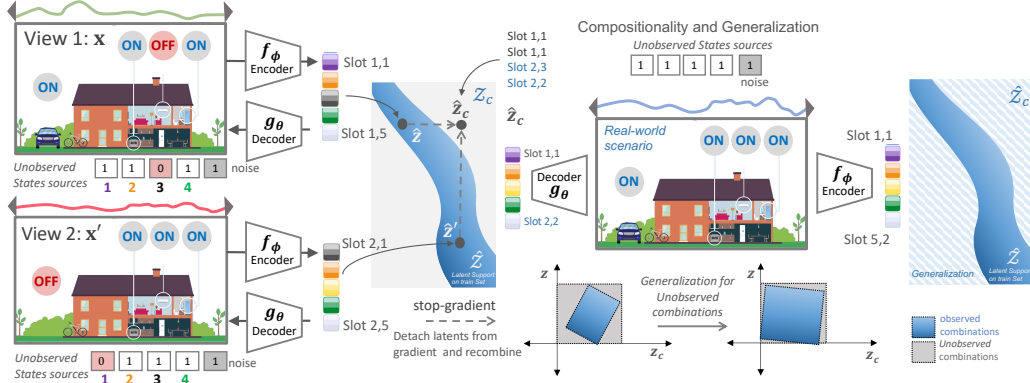 View 1: x
ON
OFF
ON
ON
f_ϕ
Encoder
g_θ
Decoder
Slot 1,1
Slot 1,5
Unobserved
States sources
1
1
0
1
1
noise
1
2
3
4
View 2: x′
ON
ON
ON
OFF
f_ϕ
Encoder
g_θ
Decoder
Slot 2,1
Slot 2,5
Unobserved
States sources
0
1
1
1
1
noise
1
2
3
4
Z_c
ẑ_c
ẑ
ẑ′
Ẑ
Latent Support
on train Set
stop-gradient
Detach latents from
gradient and recombine
Slot 1,1
Slot 1,1
Slot 2,3
Slot 2,2
ẑ_c
Slot 1,1
Slot 2,2
Compositionality and Generalization
Unobserved States sources
1
1
1
1
1
noise
Decoder
g_θ
Real-world
scenario
ON
ON
ON
ON
f_ϕ
Encoder
Slot 1,1
Slot 5,2
Ẑ_c
Generalization
Ẑ
Latent Support
on train Set
z
z_c
Generalization for
Unobserved
combinations
z
z_c
observed
combinations
Unobserved
combinations